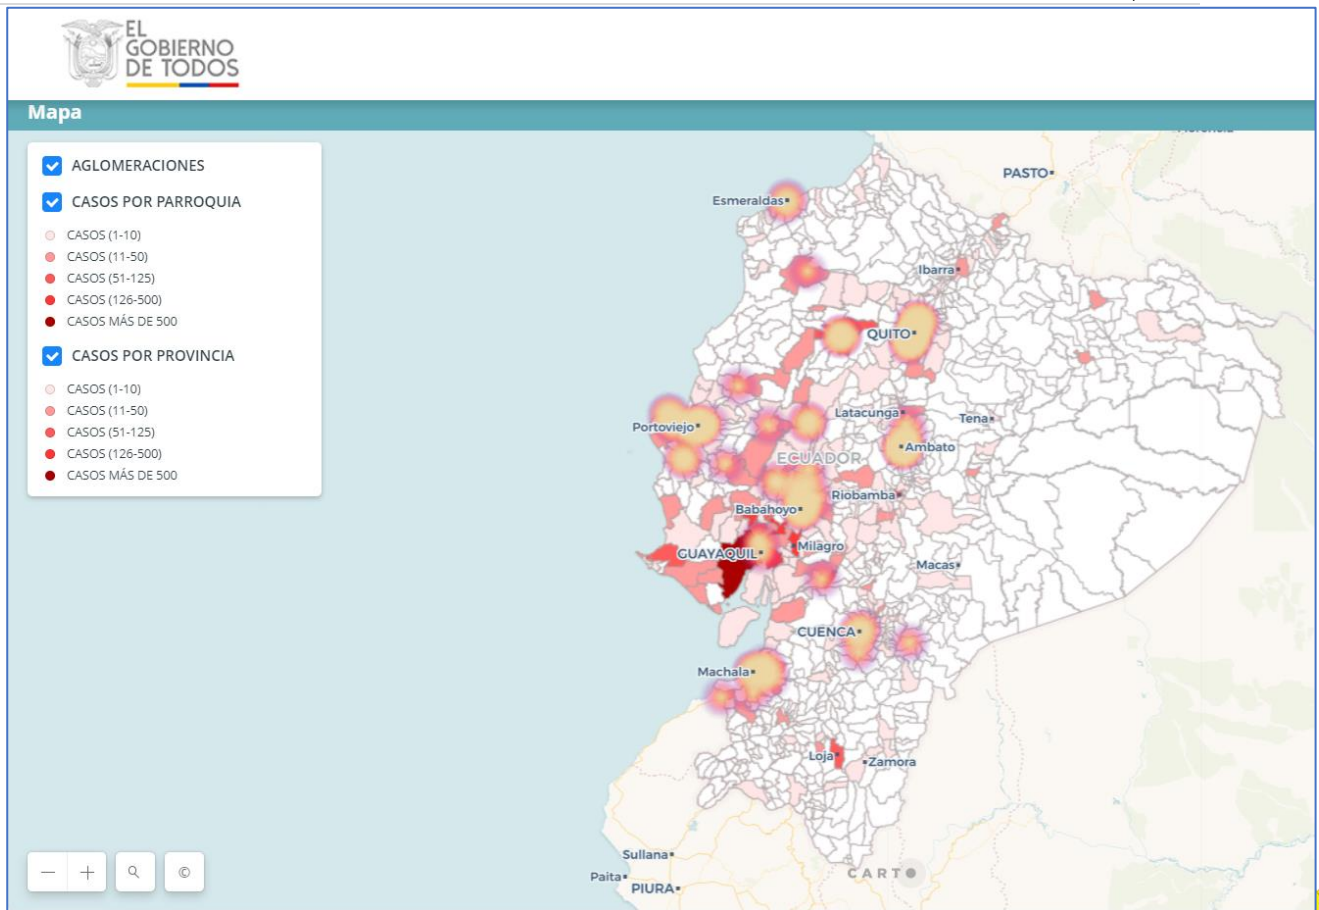 EL
GOBIERNO
DE TODOS
Mapa
AGLOMERACIONES
CASOS POR PARROQUIA
CASOS (1-10)
CASOS (11-50)
CASOS (51-125)
CASOS (126-500)
CASOS MÁS DE 500
CASOS POR PROVINCIA
CASOS (1-10)
CASOS (11-50)
CASOS (51-125)
CASOS (126-500)
CASOS MÁS DE 500
PASTO
Esmeraldas
Ibarra
QUITO
Latacunga
Tena
Portoviejo
Ambato
ECUADOR
Riobamba
Babahoyo
GUAYAQUIL
Milagro
Macas
CUENCA
Machala
Loja
Zamora
Sullana
Paita
PIURA
CARTO
©